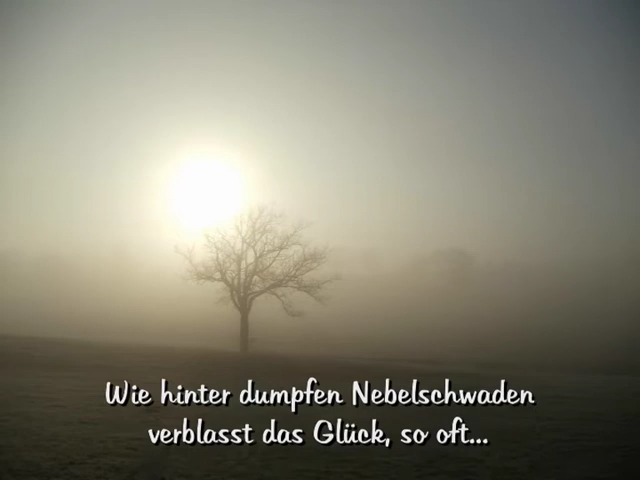 Wie hinter dumpfen Nebelschwaden
verblasst das Glück, so oft...